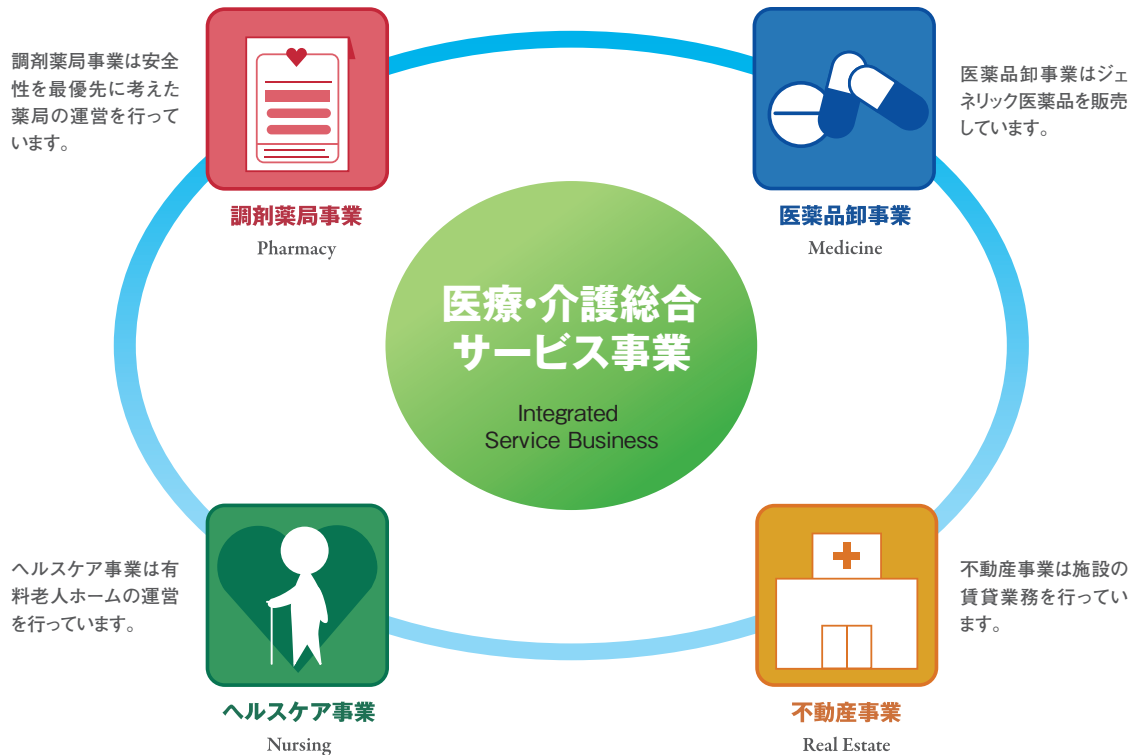 調剤薬局事業は安全
性を最優先に考えた
薬局の運営を行って
います。
調剤薬局事業
Pharmacy
医薬品卸事業はジェ
ネリック医薬品を販売
しています。
医薬品卸事業
Medicine
医療・介護総合
サービス事業
Integrated
Service Business
ヘルスケア事業は有
料老人ホームの運営
を行っています。
ヘルスケア事業
Nursing
不動産事業は施設の
賃貸業務を行ってい
ます。
不動産事業
Real Estate